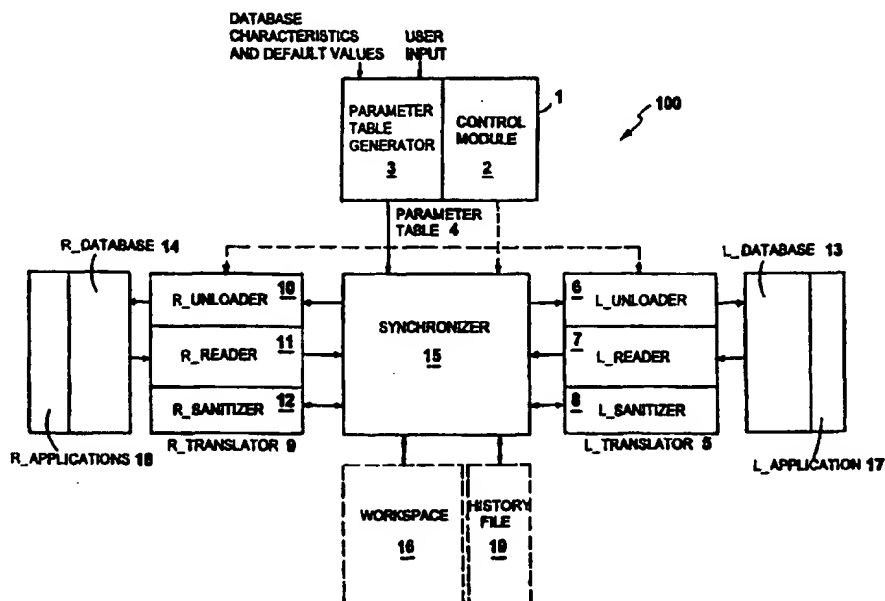 DATABASE
CHARACTERISTICS
AND DEFAULT VALUES
USER
INPUT
1
100
PARAMETER
TABLE
GENERATOR
3
CONTROL
MODULE
2
PARAMETER
TABLE 4
R_DATABASE 14
L_DATABASE 13
10
R_UNLOADER
11
R_READER
R_SANITIZER 12
SYNCHRONIZER
15
6
L_UNLOADER
7
L_READER
8
L_SANITIZER
R_APPLICATIONS 18
R_TRANSLATOR 9
L_TRANSLATOR 5
L_APPLICATION 17
WORKSPACE
16
HISTORY
FILE
19